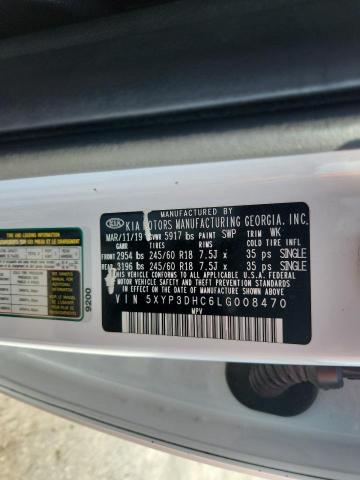 MANUFACTURED BY
KIA KIA MOTORS MANUFACTURING GEORGIA, INC.
MAR/11/19 GVWR 5917 lbs PAINT SWP TRIM WK
GAWR TIRES RIMS
FRONT 2954 lbs 245/60 R18 7.5J x 35 psi SINGLE
REAR 3196 lbs 245/60 R18 7.5J x 35 psi SINGLE
THIS VEHICLE CONFORMS TO ALL APPLICABLE U.S.
FEDERAL MOTOR VEHICLE SAFETY, BUMPER
AND THEFT PREVENTION STANDARDS
IN EFFECT ON THE DATE OF MANUFACTURE
SHOWN ABOVE.
VIN 5XYP3DHC6LG008470
MPV
TIRE AND LOADING INFORMATION
9200